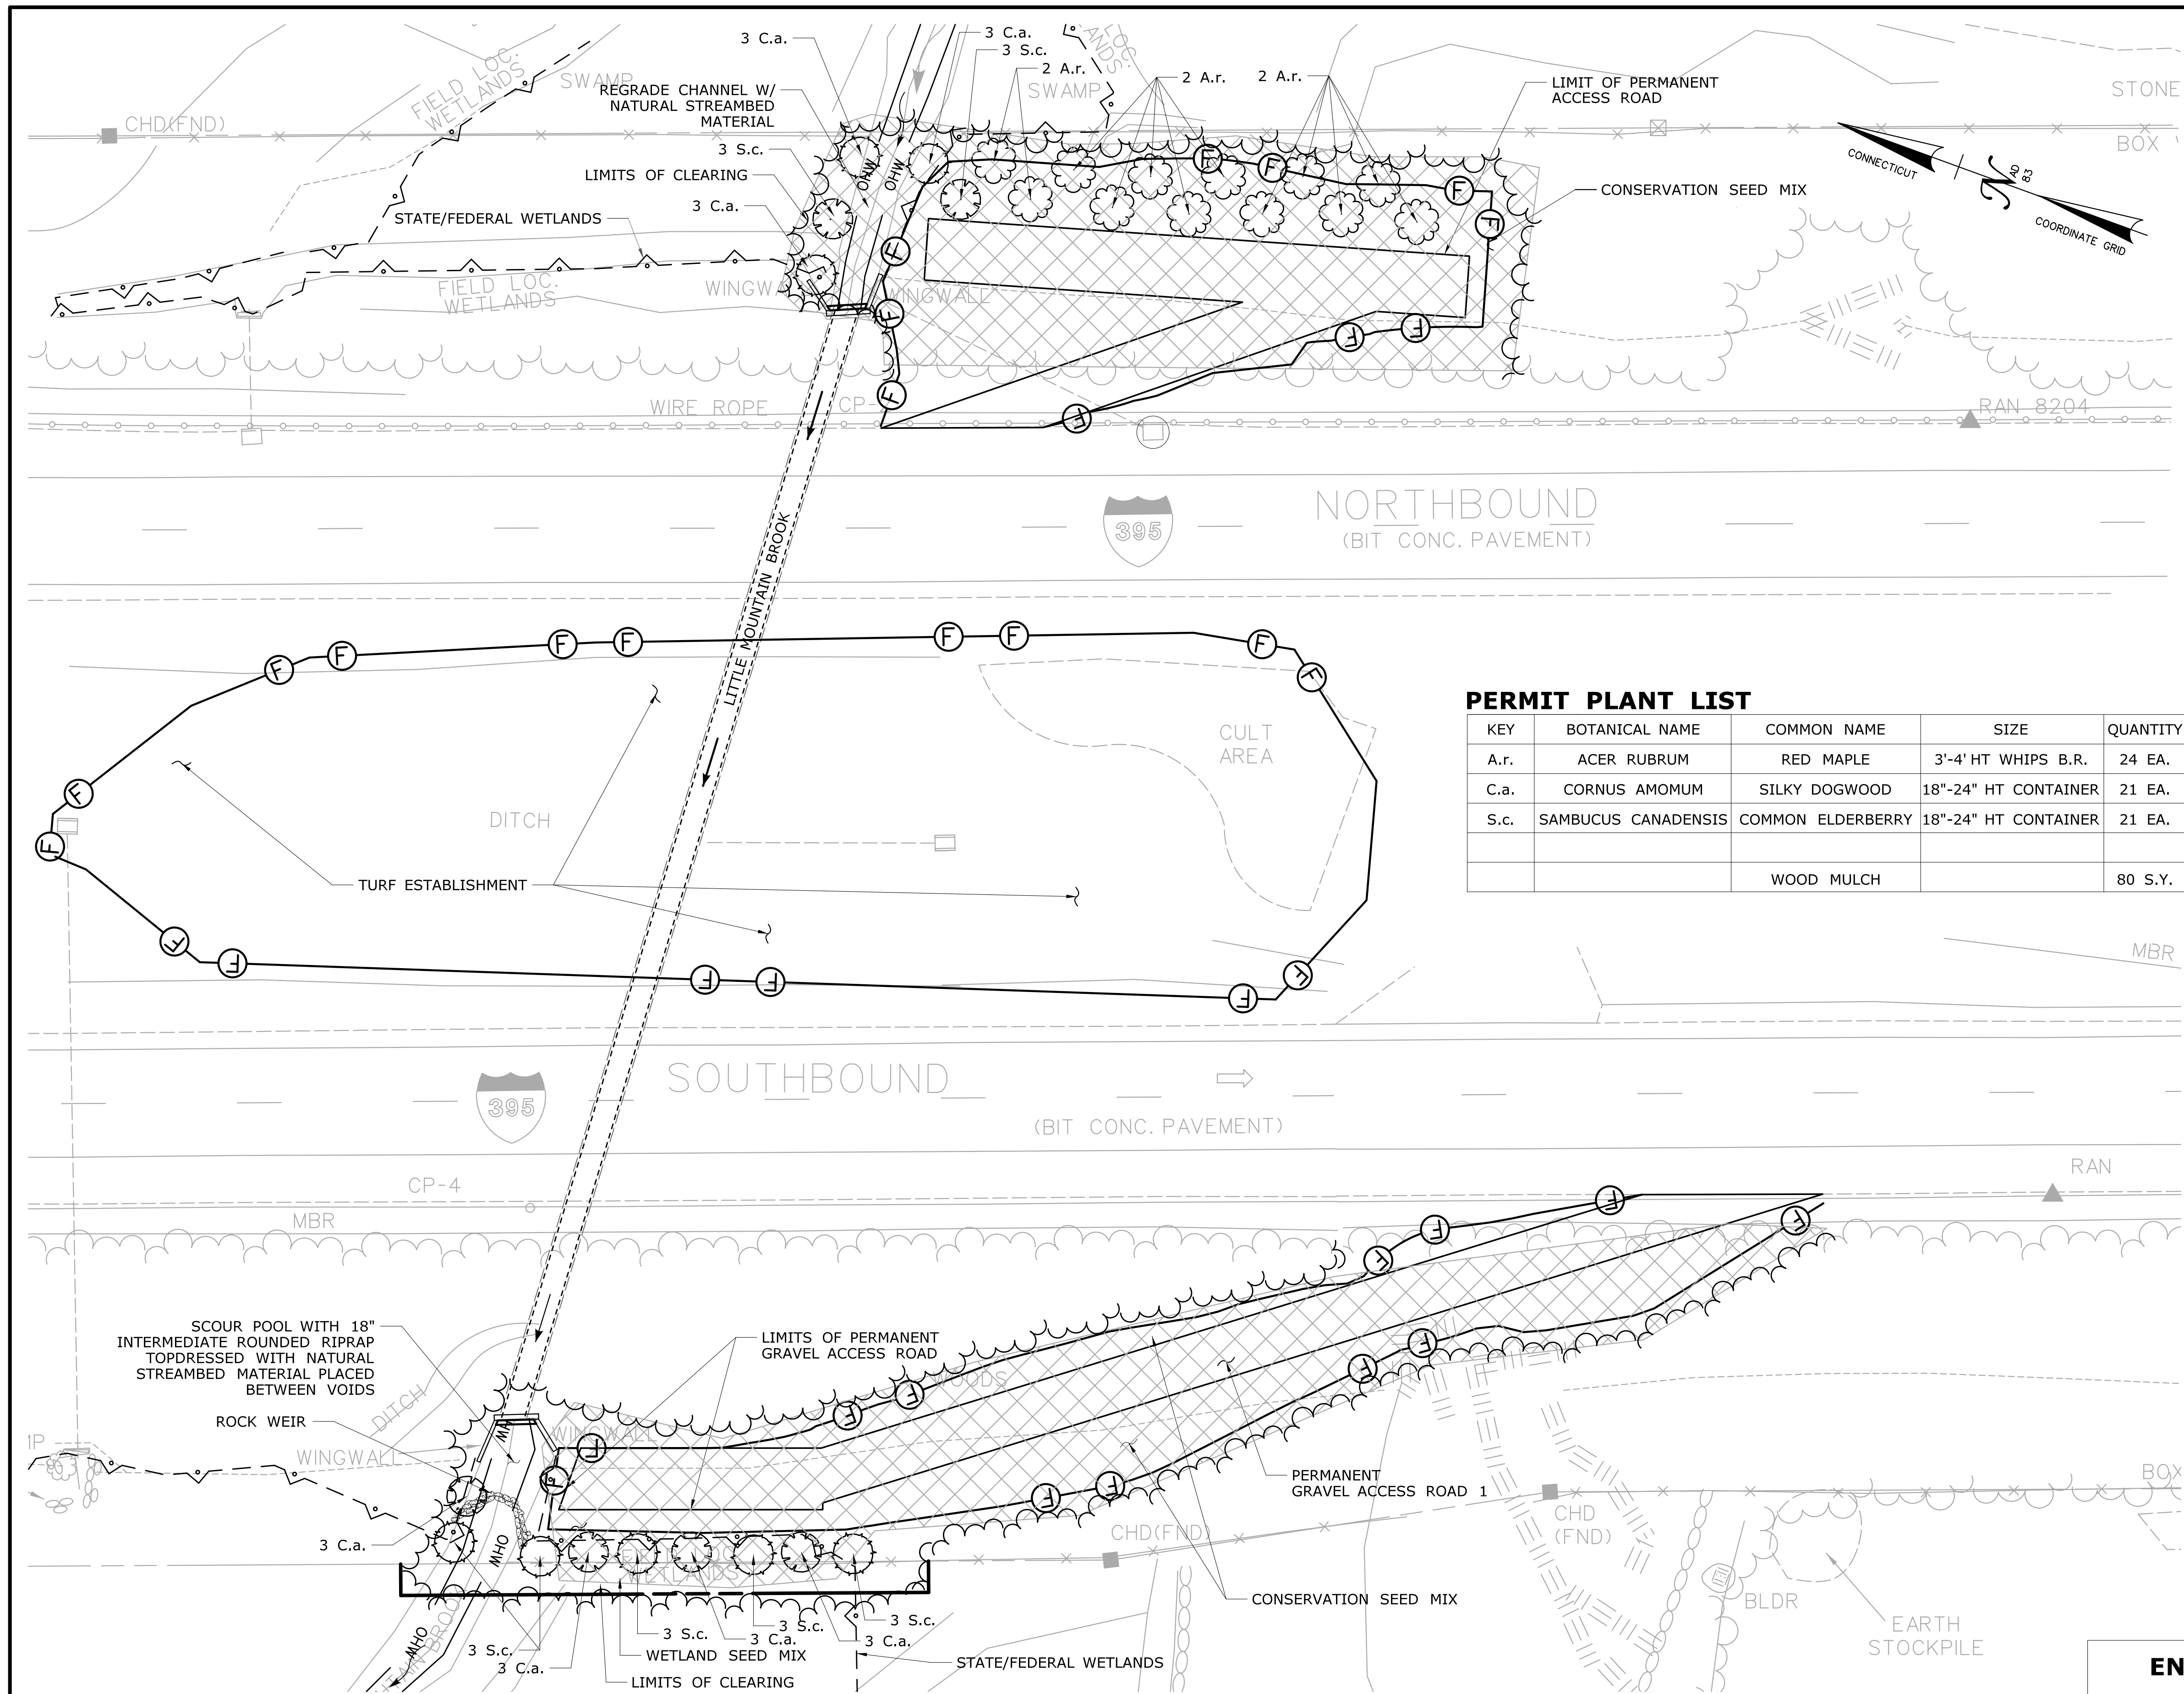 3 C.a.
3 C.a.
3 S.c.
2 A.r.
2 A.r.
2 A.r.
FIELD LOC.
WETLANDS
SWAMP
LOC.
ANDS
SWAMP
REGRADE CHANNEL W/
NATURAL STREAMBED
MATERIAL
LIMIT OF PERMANENT
ACCESS ROAD
STONE
CHD(FND)
BOX
3 S.c.
OHW
OHW
F
F
F
F
CONNECTICUT
N
AD
83
COORDINATE GRID
LIMITS OF CLEARING
CONSERVATION SEED MIX
3 C.a.
STATE/FEDERAL WETLANDS
F
FIELD LOC.
WETLANDS
WINGWA
WINGWALL
F
F
F
WIRE ROPE
CP-
F
F
RAN 8204
NORTHBOUND
395
(BIT CONC. PAVEMENT)
LITTLE MOUNTAIN BROOK
F
F
F
F
F
F
F
F
PERMIT PLANT LIST
KEY BOTANICAL NAME COMMON NAME SIZE QUANTITY
A.r. ACER RUBRUM RED MAPLE 3'-4' HT WHIPS B.R. 24 EA.
C.a. CORNUS AMOMUM SILKY DOGWOOD 18"-24" HT CONTAINER 21 EA.
S.c. SAMBUCUS CANADENSIS COMMON ELDERBERRY 18"-24" HT CONTAINER 21 EA.
WOOD MULCH 80 S.Y.
CULT
AREA
F
F
DITCH
TURF ESTABLISHMENT
F
F
F
F
F
F
MBR
SOUTHBOUND
395
(BIT CONC. PAVEMENT)
CP-4
RAN
MBR
F
F
F
F
SCOUR POOL WITH 18"
INTERMEDIATE ROUNDED RIPRAP
TOPDRESSED WITH NATURAL
STREAMBED MATERIAL PLACED
BETWEEN VOIDS
LIMITS OF PERMANENT
GRAVEL ACCESS ROAD
F
F
WOODS
F
F
DITCH
ROCK WEIR
WINGWALL
WINGWALL
F
F
F
F
PERMANENT
GRAVEL ACCESS ROAD 1
BOX
CHD
(FND)
CHD(FND)
3 C.a.
OHW
WETLANDS
CONSERVATION SEED MIX
BLDR
EARTH
STOCKPILE
OHW
3 S.c.
3 C.a.
3 S.c.
3 C.a.
3 S.c.
3 C.a.
3 S.c.
WETLAND SEED MIX
LIMITS OF CLEARING
STATE/FEDERAL WETLANDS
EN